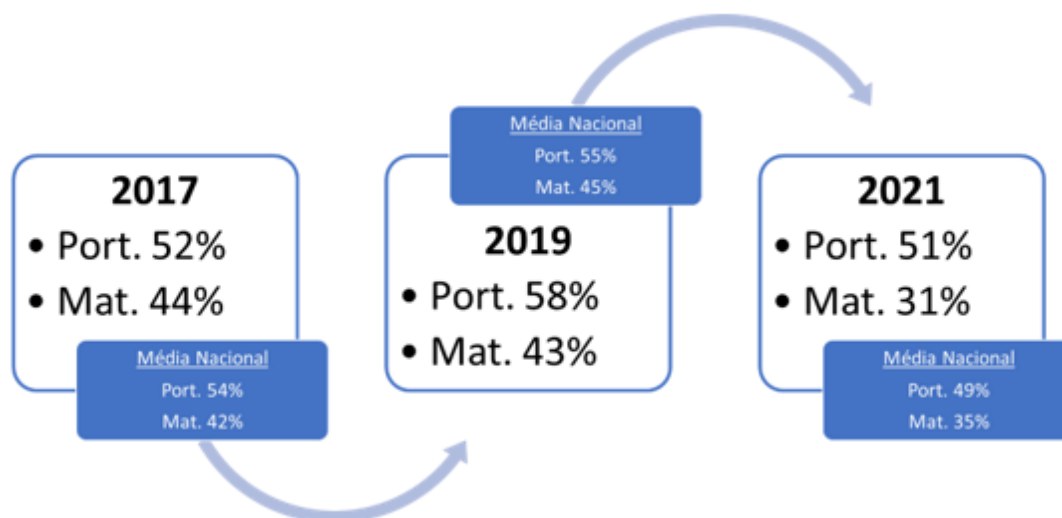 2017
• Port. 52%
• Mat. 44%
Média Nacional
Port. 54%
Mat. 42%
Média Nacional
Port. 55%
Mat. 45%
2019
• Port. 58%
• Mat. 43%
2021
• Port. 51%
• Mat. 31%
Média Nacional
Port. 49%
Mat. 35%